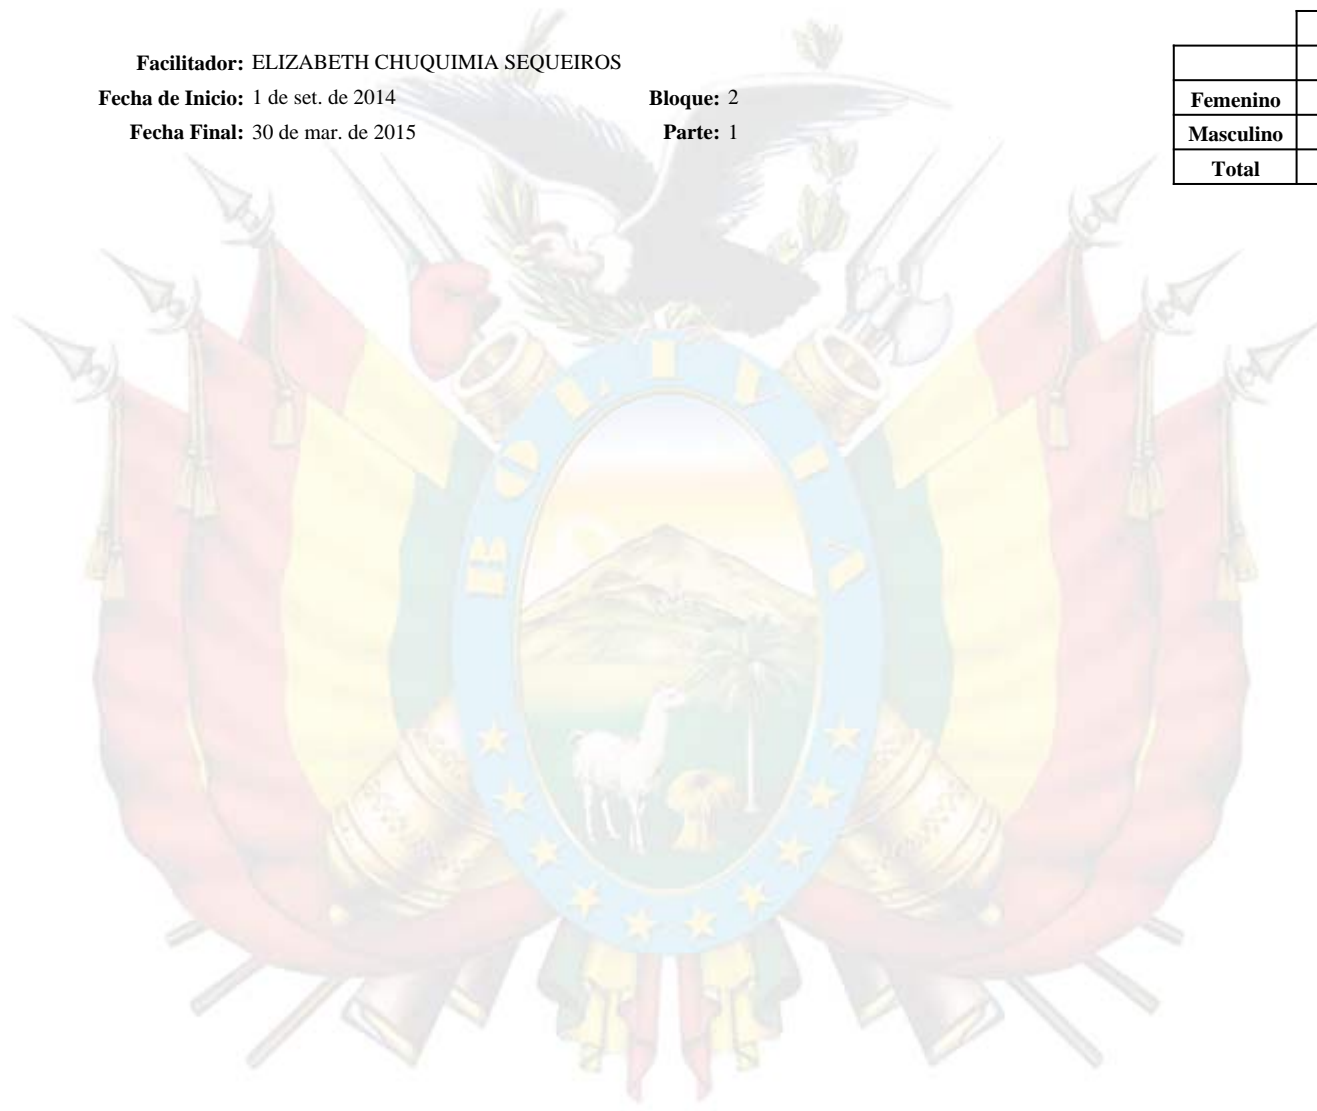 Facilitador: ELIZABETH CHUQUIMIA SEQUEIROS
Fecha de Inicio: 1 de set. de 2014 Bloque: 2
Fecha Final: 30 de mar. de 2015 Parte: 1
Femenino
Masculino
Total
BOLIVIA